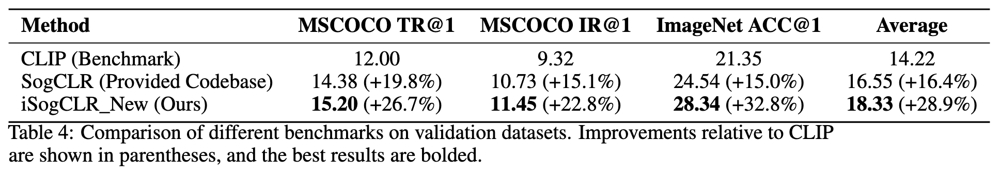 Method MSCOCO TR@1 MSCOCO IR@1 ImageNet ACC@1 Average
CLIP (Benchmark) 12.00 9.32 21.35 14.22
SogCLR (Provided Codebase) 14.38 (+19.8%) 10.73 (+15.1%) 24.54 (+15.0%) 16.55 (+16.4%)
iSogCLR_New (Ours) 15.20 (+26.7%) 11.45 (+22.8%) 28.34 (+32.8%) 18.33 (+28.9%)
Table 4: Comparison of different benchmarks on validation datasets. Improvements relative to CLIP
are shown in parentheses, and the best results are bolded.